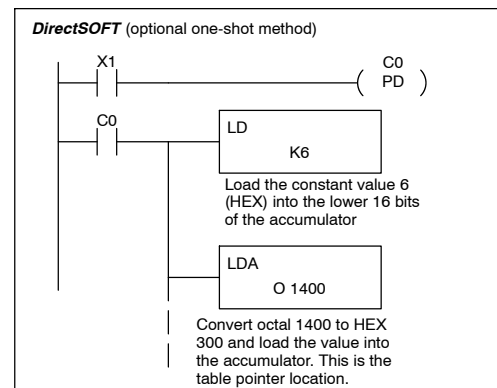 DirectSOFT (optional one-shot method)
X1
C0
PD
C0
LD
K6
Load the constant value 6
(HEX) into the lower 16 bits
of the accumulator
LDA
O 1400
Convert octal 1400 to HEX
300 and load the value into
the accumulator. This is the
table pointer location.